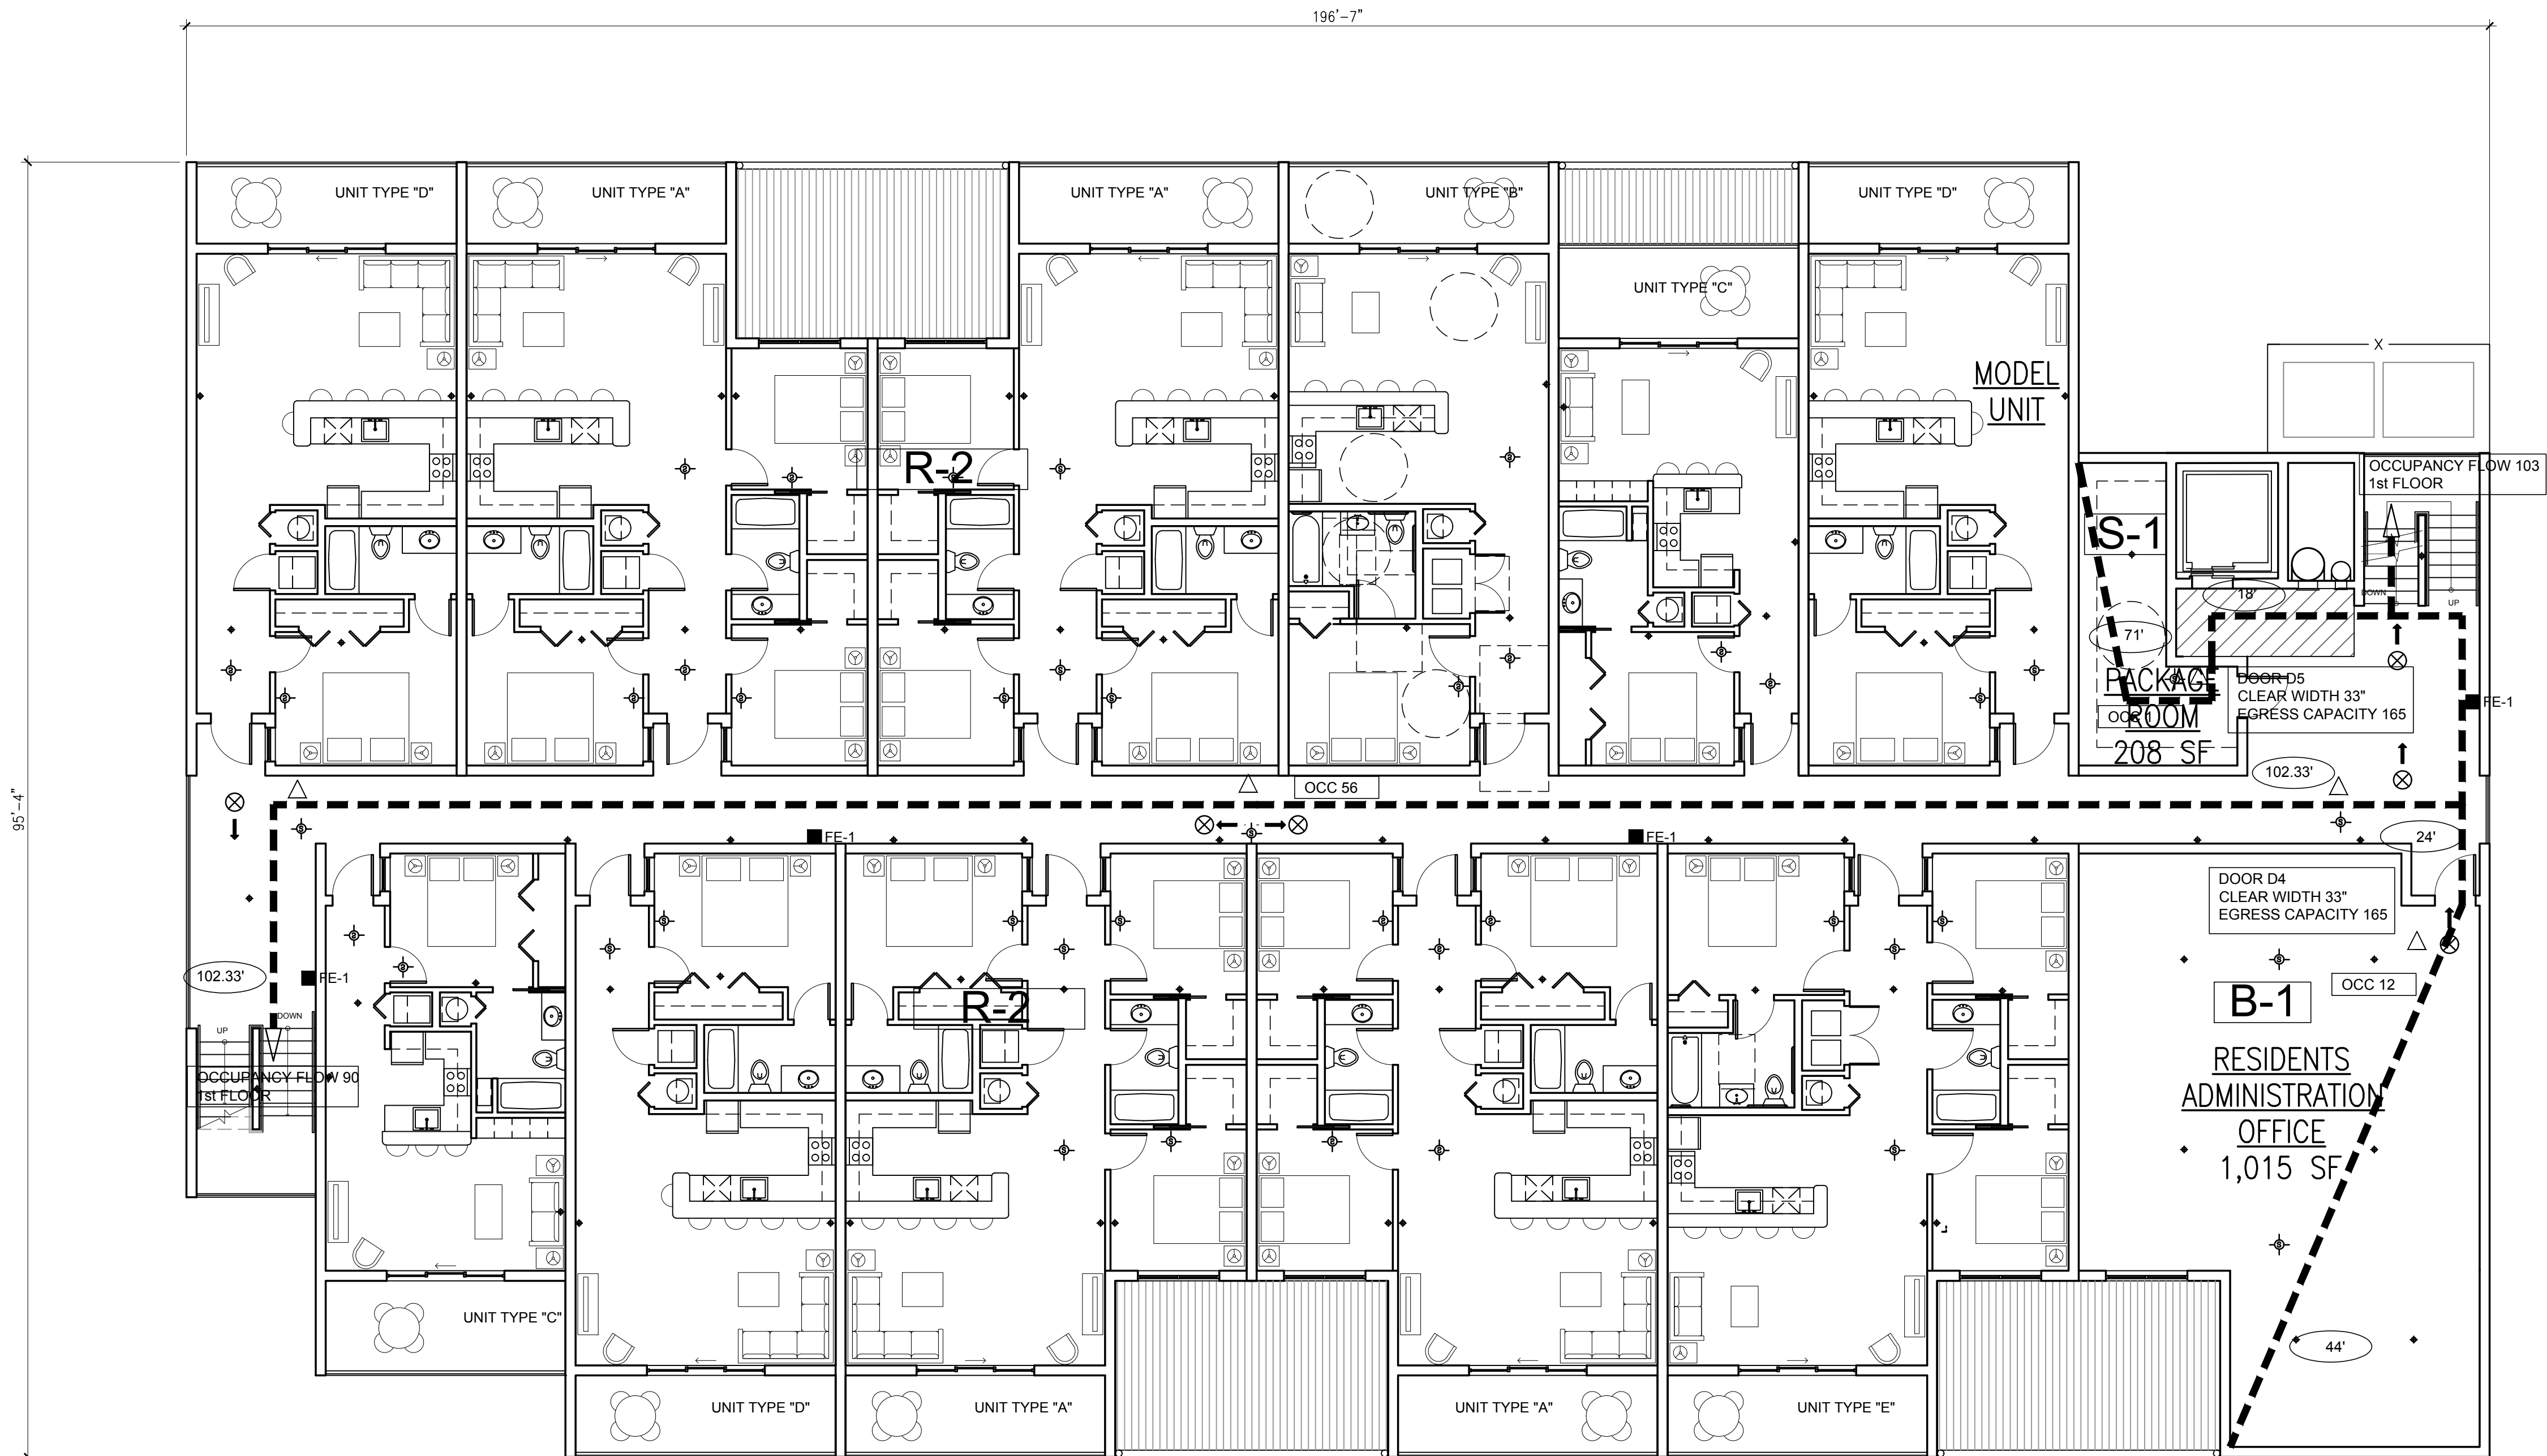 196'-7"
95'-4"
UNIT TYPE "D"
UNIT TYPE "A"
UNIT TYPE "A"
UNIT TYPE "B"
UNIT TYPE "D"
UNIT TYPE "C"
X
MODEL
UNIT
R-2
OCCUPANCY FLOW 103
1st FLOOR
S-1
18'
DOWN
UP
71'
PACKAGE
ROOM
208 SF
OCC 1
DOOR D5
CLEAR WIDTH 33"
EGRESS CAPACITY 165
FE-1
102.33'
OCC 56
FE-1
FE-1
24'
DOOR D4
CLEAR WIDTH 33"
EGRESS CAPACITY 165
102.33'
FE-1
OCC 12
B-1
R-2
UP
DOWN
OCCUPANCY FLOW 90
1st FLOOR
RESIDENTS
ADMINISTRATION
OFFICE
1,015 SF
UNIT TYPE "C"
44'
UNIT TYPE "D"
UNIT TYPE "A"
UNIT TYPE "A"
UNIT TYPE "E"